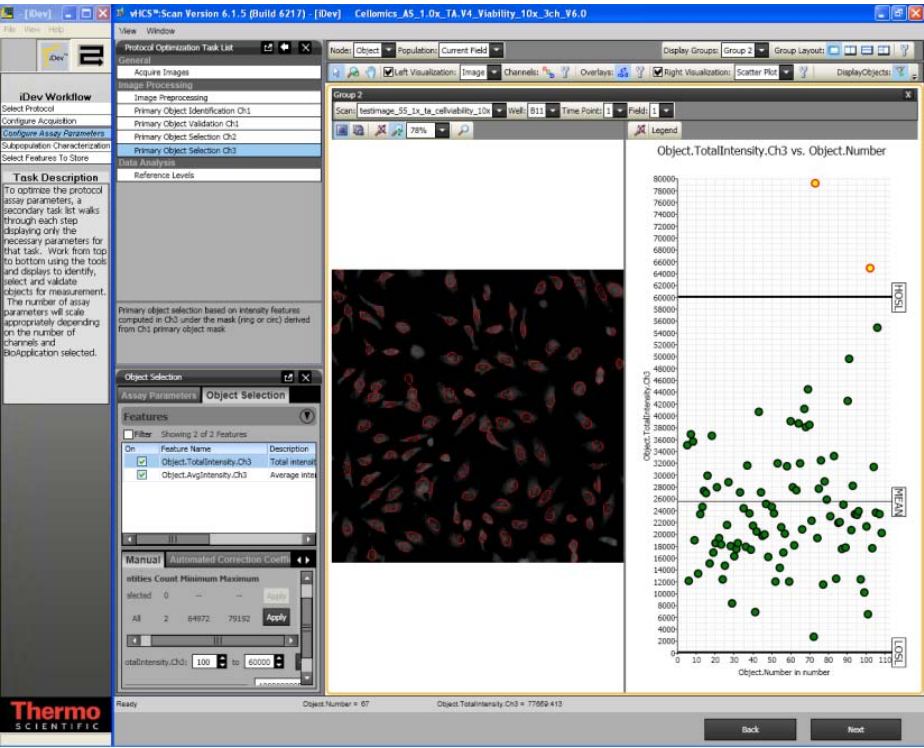 - [iDev]
File View Help
iDev
iDev Workflow
Select Protocol
Configure Acquisition
Configure Assay Parameters
Subpopulation Characterization
Select Features To Store
Task Description
To optimize the protocol
assay parameters, a
secondary task list walks
through each step
displaying only the
necessary parameters for
that task. Work from top
to bottom using the tools
and displays to identify,
select and validate
objects for measurement.
The number of assay
parameters will scale
appropriately depending
on the number of
channels and
BioApplication selected.
Thermo
SCIENTIFIC
vHCS™:Scan Version 6.1.5 (Build 6217) - [iDev] Cellomics_AS_1.0x_TA.V4_Viability_10x_3ch_V6.0
View Window
Protocol Optimization Task List
General
Acquire Images
Image Processing
Image Preprocessing
Primary Object Identification Ch1
Primary Object Validation Ch1
Primary Object Selection Ch2
Primary Object Selection Ch3
Data Analysis
Reference Levels
Primary object selection based on intensity features
computed in Ch3 under the mask (ring or circ) derived
from Ch1 primary object mask
Object Selection
Assay Parameters Object Selection
Features
Filter Showing 2 of 2 Features
On Feature Name Description
Object.TotalIntensity.Ch3 Total intensit
Object.AvgIntensity.Ch3 Average inten
Manual Automated Correction Coeffi
ntities Count Minimum Maximum
elected 0 -- -- Apply
All 2 64972 79192 Apply
otalIntensity.Ch3: 100 to 60000
Node: Object Population: Current Field Display Groups: Group 2 Group Layout:
Left Visualization: Image Channels: Overlays: Right Visualization: Scatter Plot DisplayObjects:
Group 2
Scan: testimage_55_1x_ta_cellviability_10x Well: B11 Time Point: 1 Field: 1
78% Legend
Object.TotalIntensity.Ch3 vs. Object.Number
Object.TotalIntensity.Ch3
80000
78000
76000
74000
72000
70000
68000
66000
64000
62000
60000
58000
56000
54000
52000
50000
48000
46000
44000
42000
40000
38000
36000
34000
32000
30000
28000
26000
24000
22000
20000
18000
16000
14000
12000
10000
8000
6000
4000
2000
0
HOSL
MEAN
LOSL
0 10 20 30 40 50 60 70 80 90 100 110
Object.Number in number
Ready Object.Number = 67 Object.TotalIntensity.Ch3 = 77669.413
Back Next